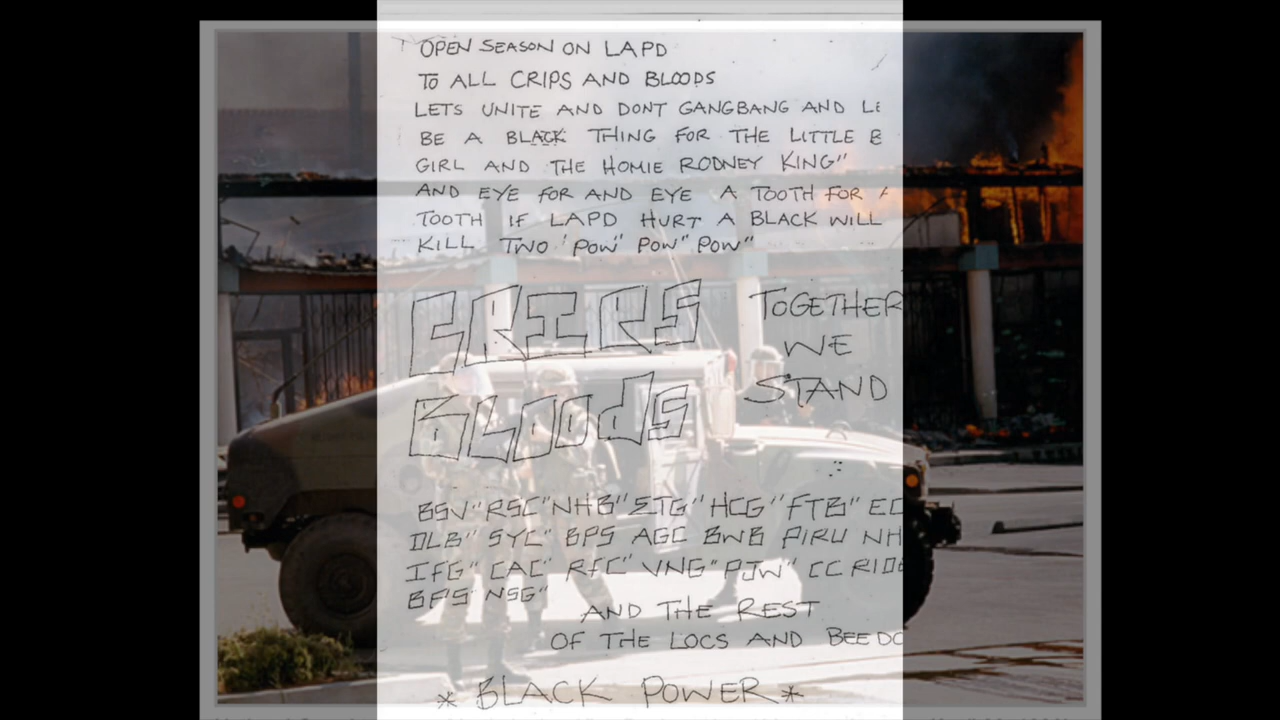 OPEN SEASON ON LAPD
TO ALL CRIPS AND BLOODS
LETS UNITE AND DONT GANGBANG AND
BE A BLACK THING FOR THE LITTLE
GIRL AND THE HOMIE RODNEY KING"
AND EYE FOR AND EYE A TOOTH FOR
TOOTH IF LAPD HURT A BLACK WILL
KILL TWO 'POW' POW" POW"
CRIPS
BLOODS
TOGETHER
WE
STAND
BSV" RSC" NHB" ETG" HCG" FTB"
DLB" SYC" BPS AGC BWB PIRU NH
IFG" CAC" RFC" VNG" PJW" CC
BPS" NSG"
AND THE REST
OF THE LOCS AND
* BLACK POWER *